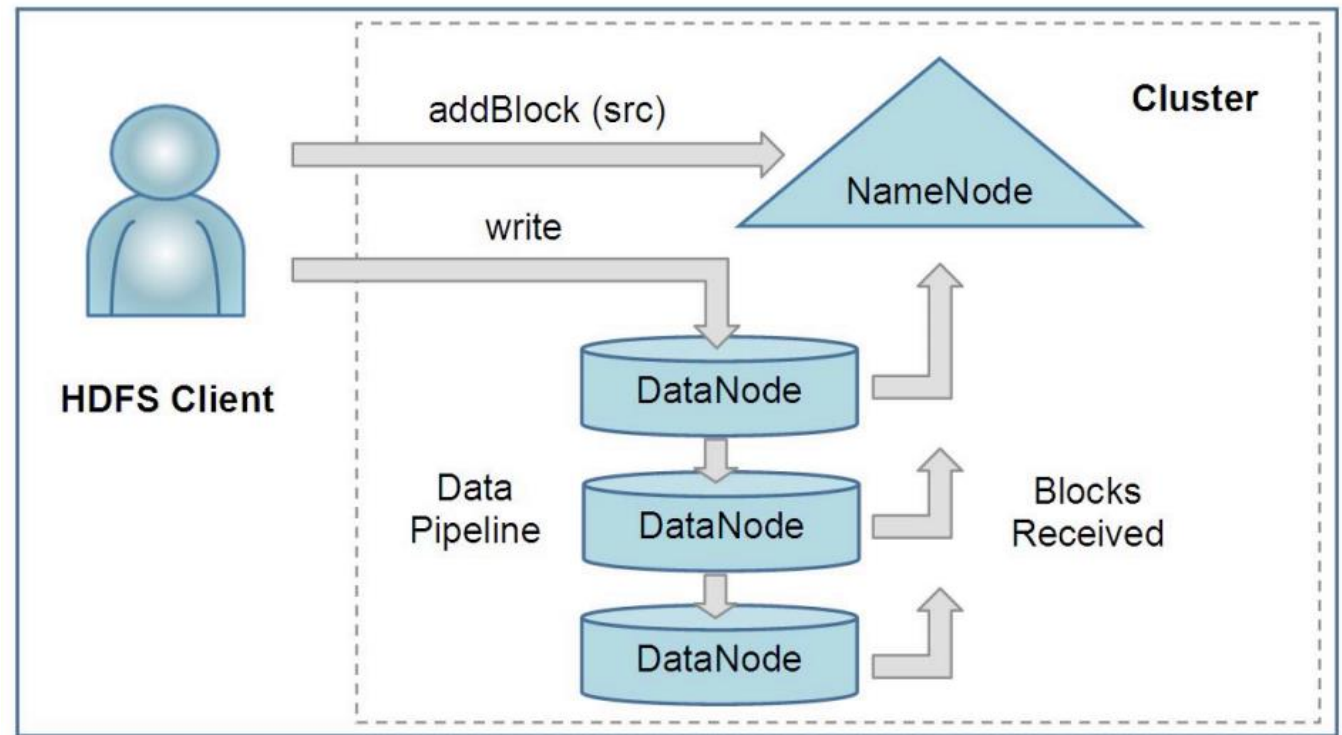 addBlock (src)
Cluster
NameNode
write
HDFS Client
DataNode
Data
Pipeline
DataNode
Blocks
Received
DataNode